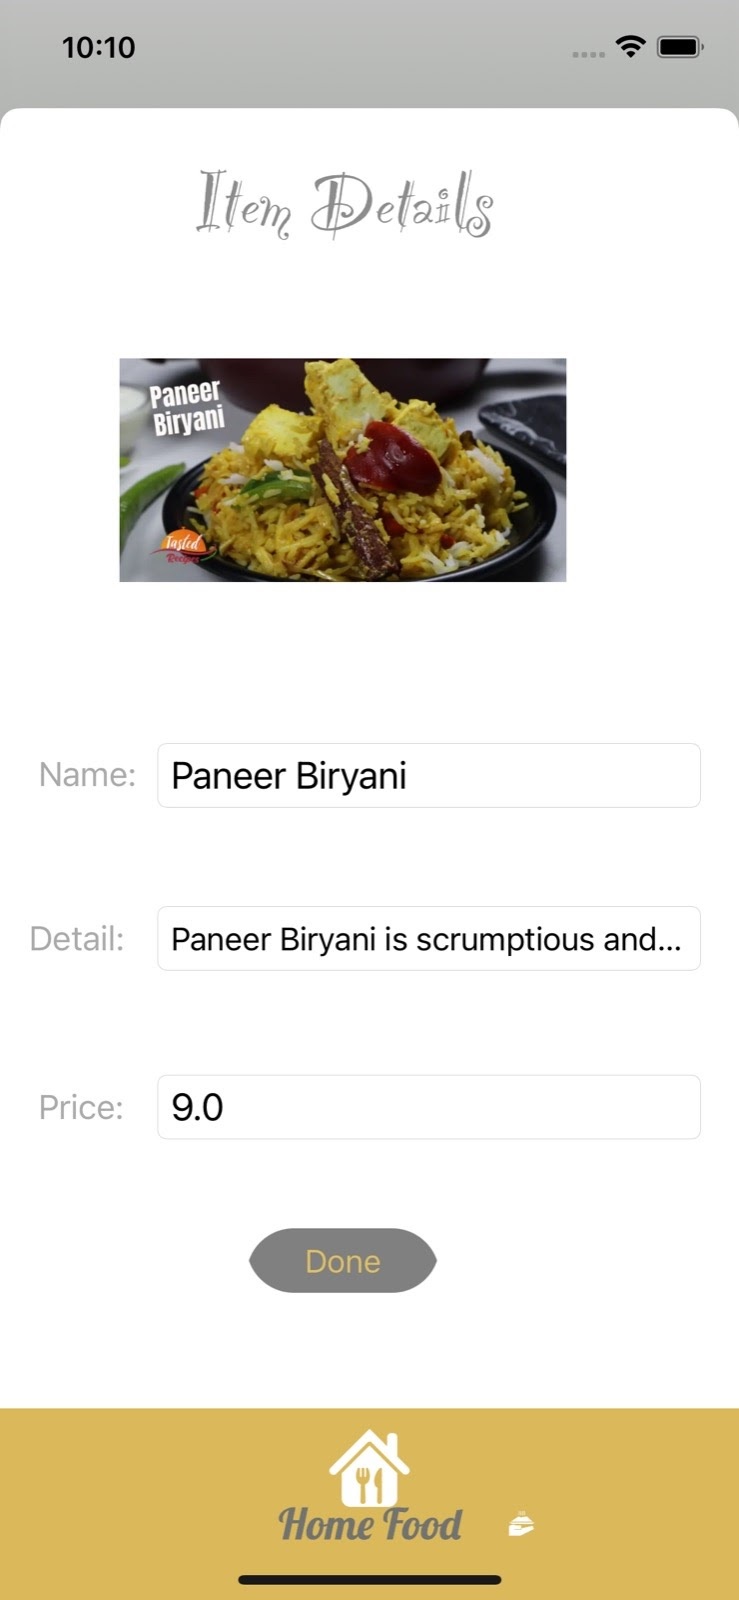 10:10
Item Details
Paneer
Biryani
Tasted
Recipes
Name: Paneer Biryani
Detail: Paneer Biryani is scrumptious and...
Price: 9.0
Done
Home Food